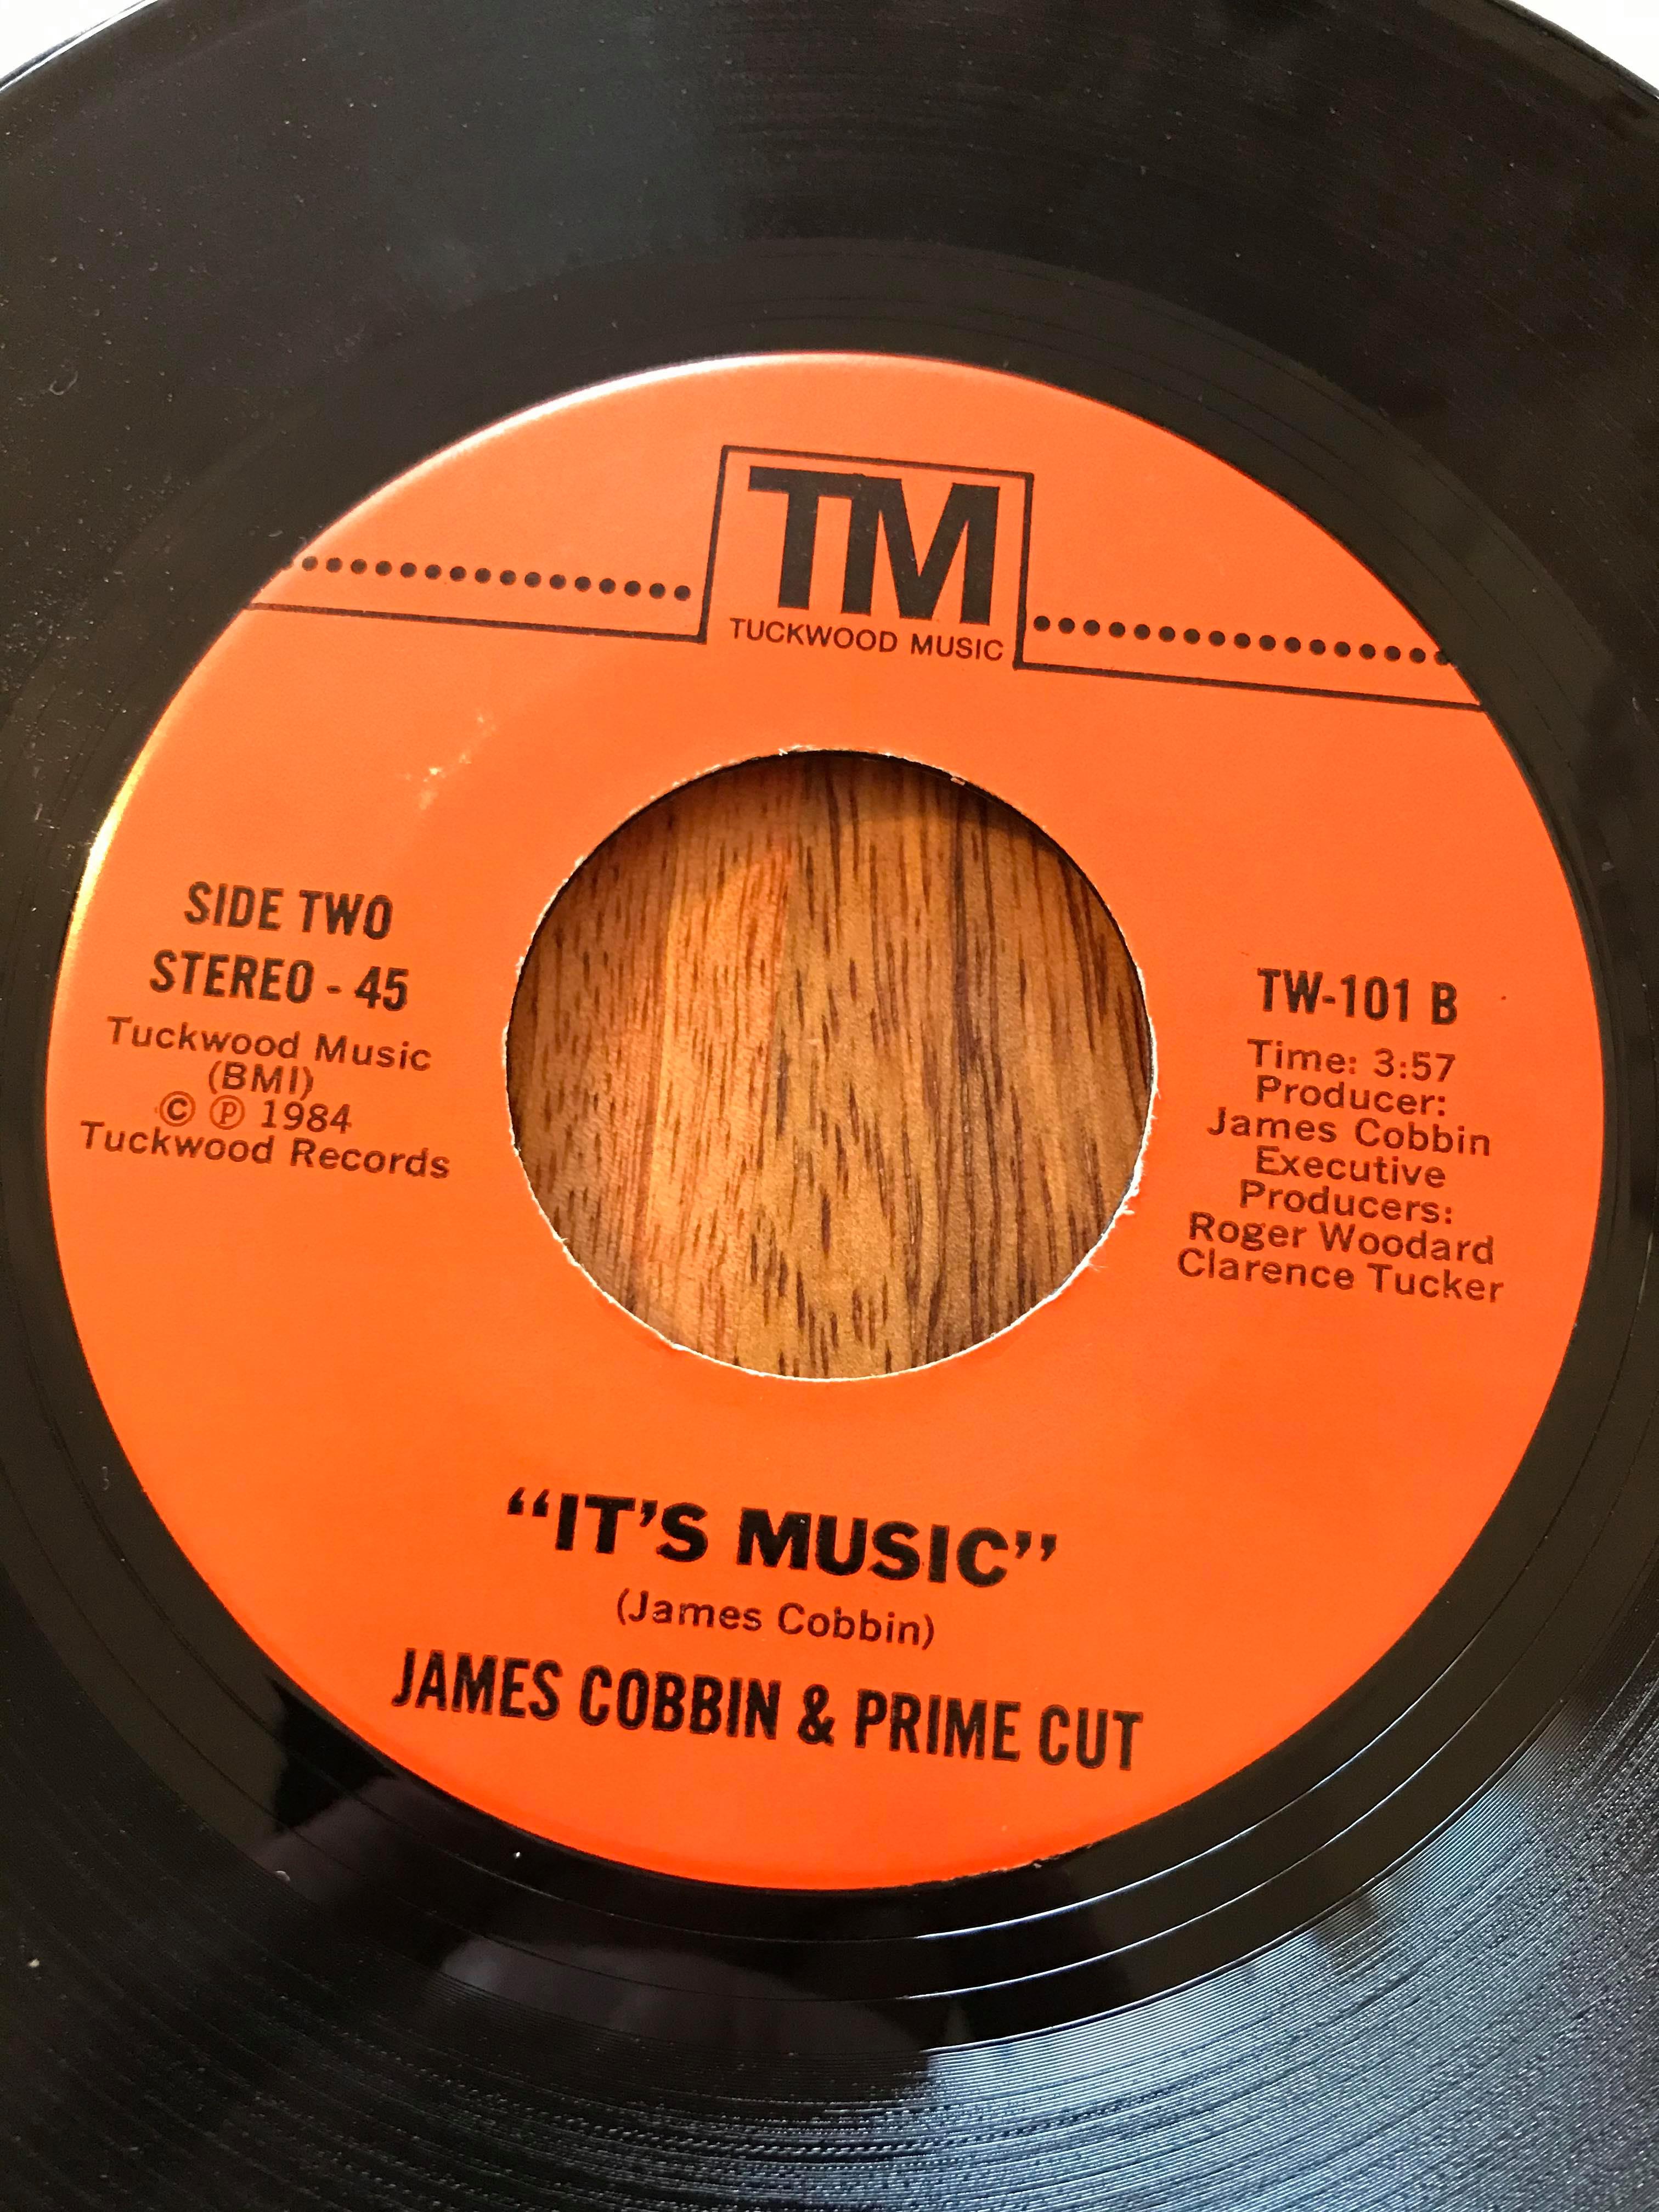 TM
TUCKWOOD MUSIC
SIDE TWO
STEREO - 45
Tuckwood Music
(BMI)
© ℗ 1984
Tuckwood Records
TW-101 B
Time: 3:57
Producer:
James Cobbin
Executive
Producers:
Roger Woodard
Clarence Tucker
“IT’S MUSIC”
(James Cobbin)
JAMES COBBIN & PRIME CUT